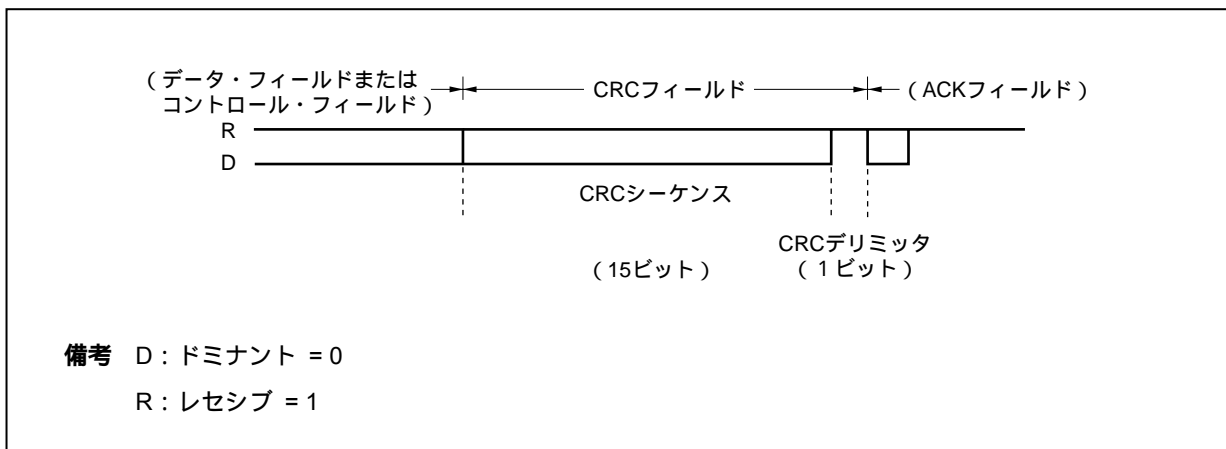 （データ・フィールドまたは
コントロール・フィールド）
CRCフィールド
（ACKフィールド）
R
D
CRCシーケンス
CRCデリミッタ
（15ビット）
（１ビット）
備考 D：ドミナント = 0
R：レセシブ = 1